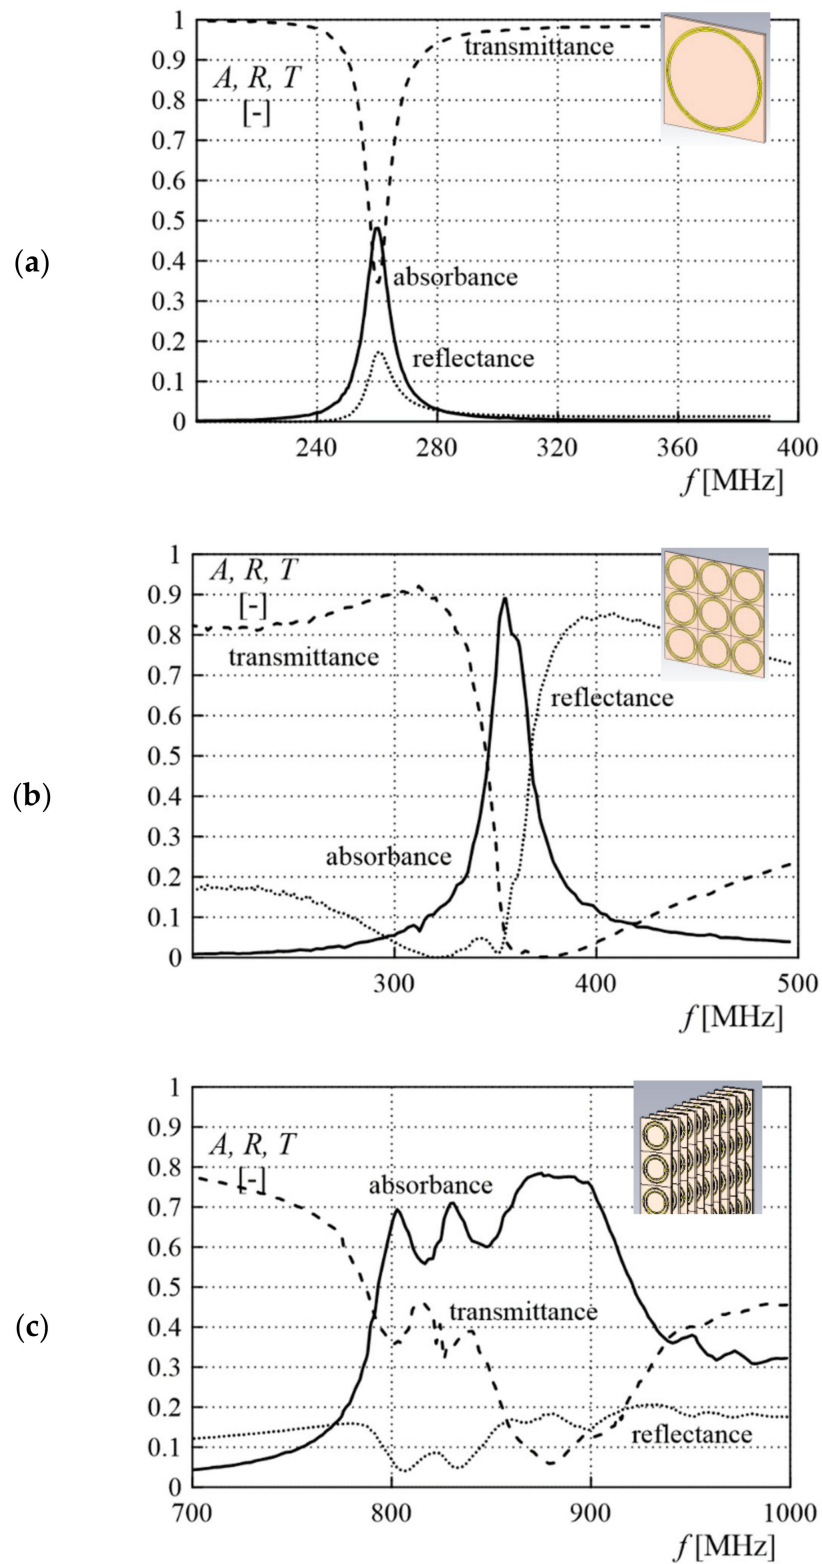 (a)
1
0.9
0.8
0.7
0.6
0.5
0.4
0.3
0.2
0.1
0
A, R, T
[-]
transmittance
absorbance
reflectance
240 280 320 360 400
f [MHz]
(b)
1
0.9
0.8
0.7
0.6
0.5
0.4
0.3
0.2
0.1
0
A, R, T
[-]
transmittance
reflectance
absorbance
300 400 500
f [MHz]
(c)
1
0.9
0.8
0.7
0.6
0.5
0.4
0.3
0.2
0.1
0
A, R, T
[-]
absorbance
transmittance
reflectance
700 800 900 1000
f [MHz]